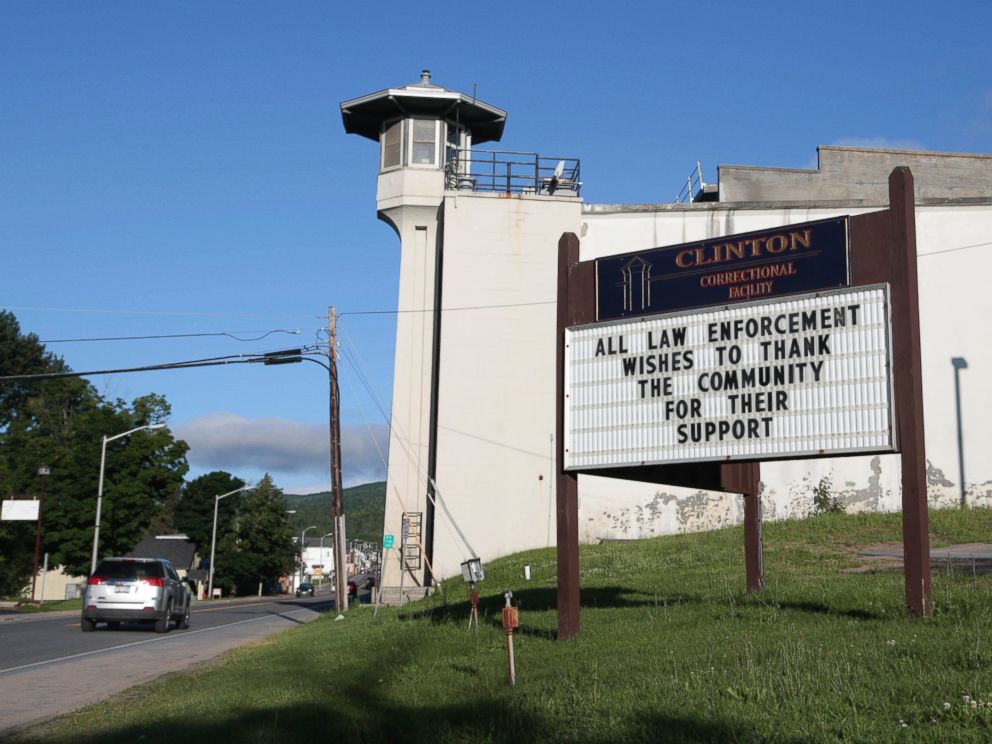 CLINTON
CORRECTIONAL
FACILITY
ALL LAW ENFORCEMENT
WISHES TO THANK
THE COMMUNITY
FOR THEIR
SUPPORT